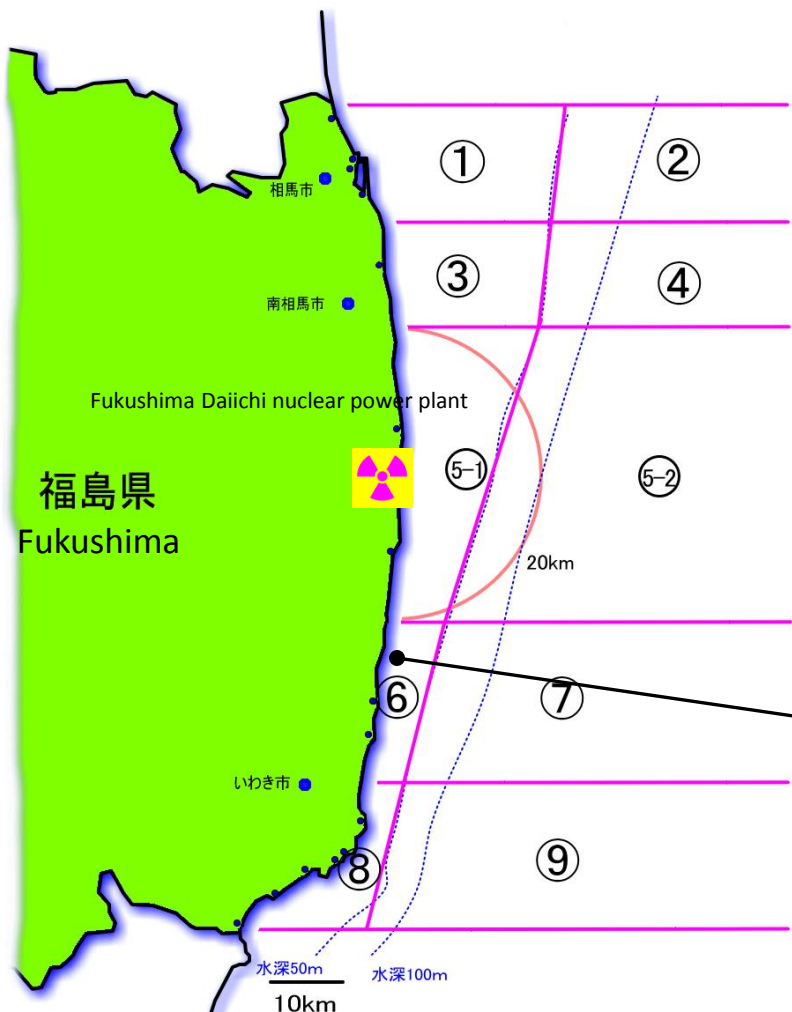 ①
②
相馬市
③
④
南相馬市
Fukushima Daiichi nuclear power plant
5-1
5-2
福島県
Fukushima
20km
⑥
⑦
いわき市
⑧
⑨
水深50m
水深100m
10km